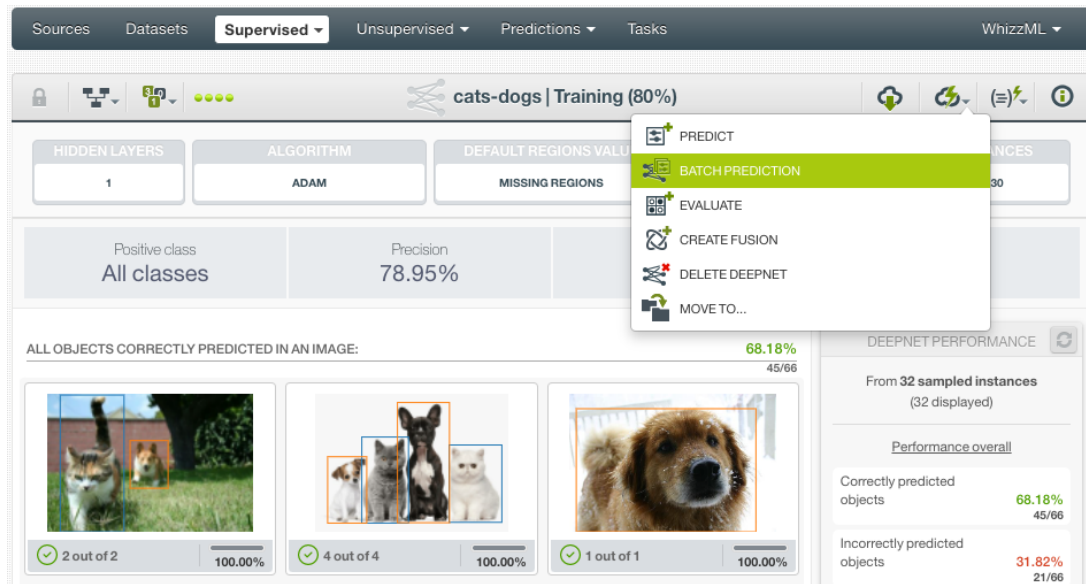 Sources Datasets Supervised Unsupervised Predictions Tasks WhizzML
cats-dogs | Training (80%)
HIDDEN LAYERS
1
ALGORITHM
ADAM
DEFAULT REGIONS VALU
MISSING REGIONS
NCES
30
PREDICT
BATCH PREDICTION
EVALUATE
CREATE FUSION
DELETE DEEPNET
MOVE TO...
Positive class
All classes
Precision
78.95%
ALL OBJECTS CORRECTLY PREDICTED IN AN IMAGE:
68.18%
45/66
2 out of 2
100.00%
4 out of 4
100.00%
1 out of 1
100.00%
DEEPNET PERFORMANCE
From 32 sampled instances
(32 displayed)
Performance overall
Correctly predicted
objects
68.18%
45/66
Incorrectly predicted
objects
31.82%
21/66